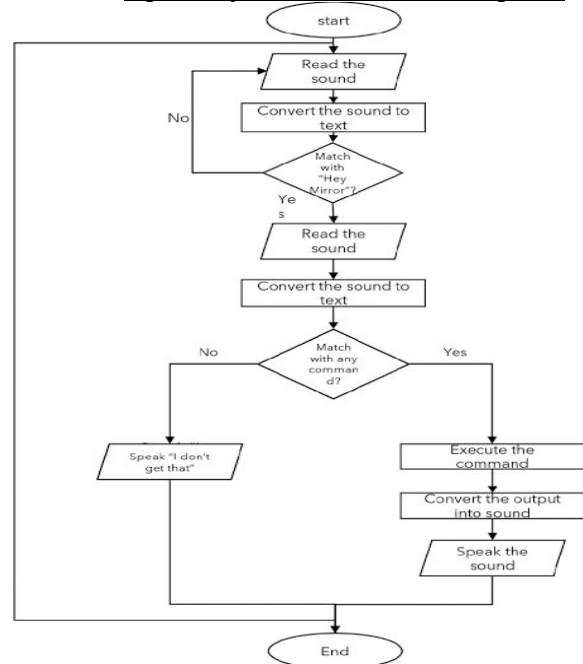 start
Read the
sound
No
Convert the sound to
text
Match
with
"Hey
Mirror"?
Ye
s
Read the
sound
Convert the sound to
text
No
Match
with any
comman
d?
Yes
Speak "I don't
get that"
Execute the
command
Convert the output
into sound
Speak the
sound
End